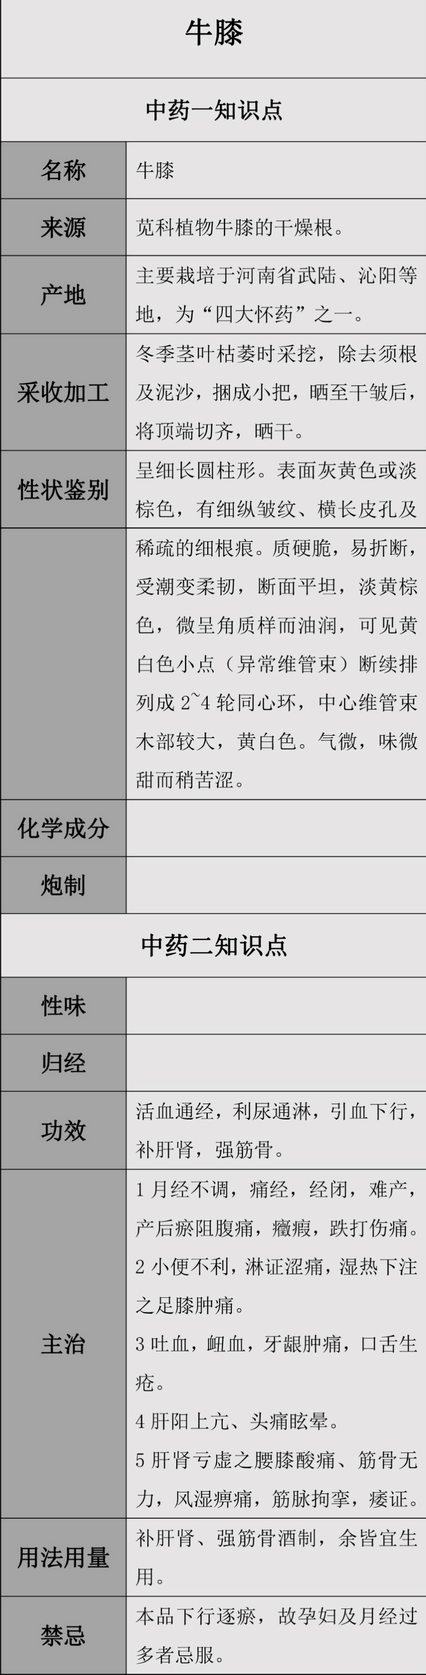 牛膝
中药一知识点
名称
牛膝
来源
苋科植物牛膝的干燥根。
产地
主要栽培于河南省武陆、沁阳等
地，为“四大怀药”之一。
采收加工
冬季茎叶枯萎时采挖，除去须根
及泥沙，捆成小把，晒至干皱后，
将顶端切齐，晒干。
性状鉴别
呈细长圆柱形。表面灰黄色或淡
棕色，有细纵皱纹、横长皮孔及
稀疏的细根痕。质硬脆，易折断，
受潮变柔韧，断面平坦，淡黄棕
色，微呈角质样而油润，可见黄
白色小点（异常维管束）断续排
列成 2~4 轮同心环，中心维管束
木部较大，黄白色。气微，味微
甜而稍苦涩。
化学成分
炮制
中药二知识点
性味
归经
功效
活血通经，利尿通淋，引血下行，
补肝肾，强筋骨。
主治
1 月经不调，痛经，经闭，难产，
产后瘀阻腹痛，癥瘕，跌打伤痛。
2 小便不利，淋证涩痛，湿热下注
之足膝肿痛。
3 吐血，衄血，牙龈肿痛，口舌生
疮。
4 肝阳上亢、头痛眩晕。
5 肝肾亏虚之腰膝酸痛、筋骨无
力，风湿痹痛，筋脉拘挛，痿证。
用法用量
补肝肾、强筋骨酒制，余皆宜生
用。
禁忌
本品下行逐瘀，故孕妇及月经过
多者忌服。